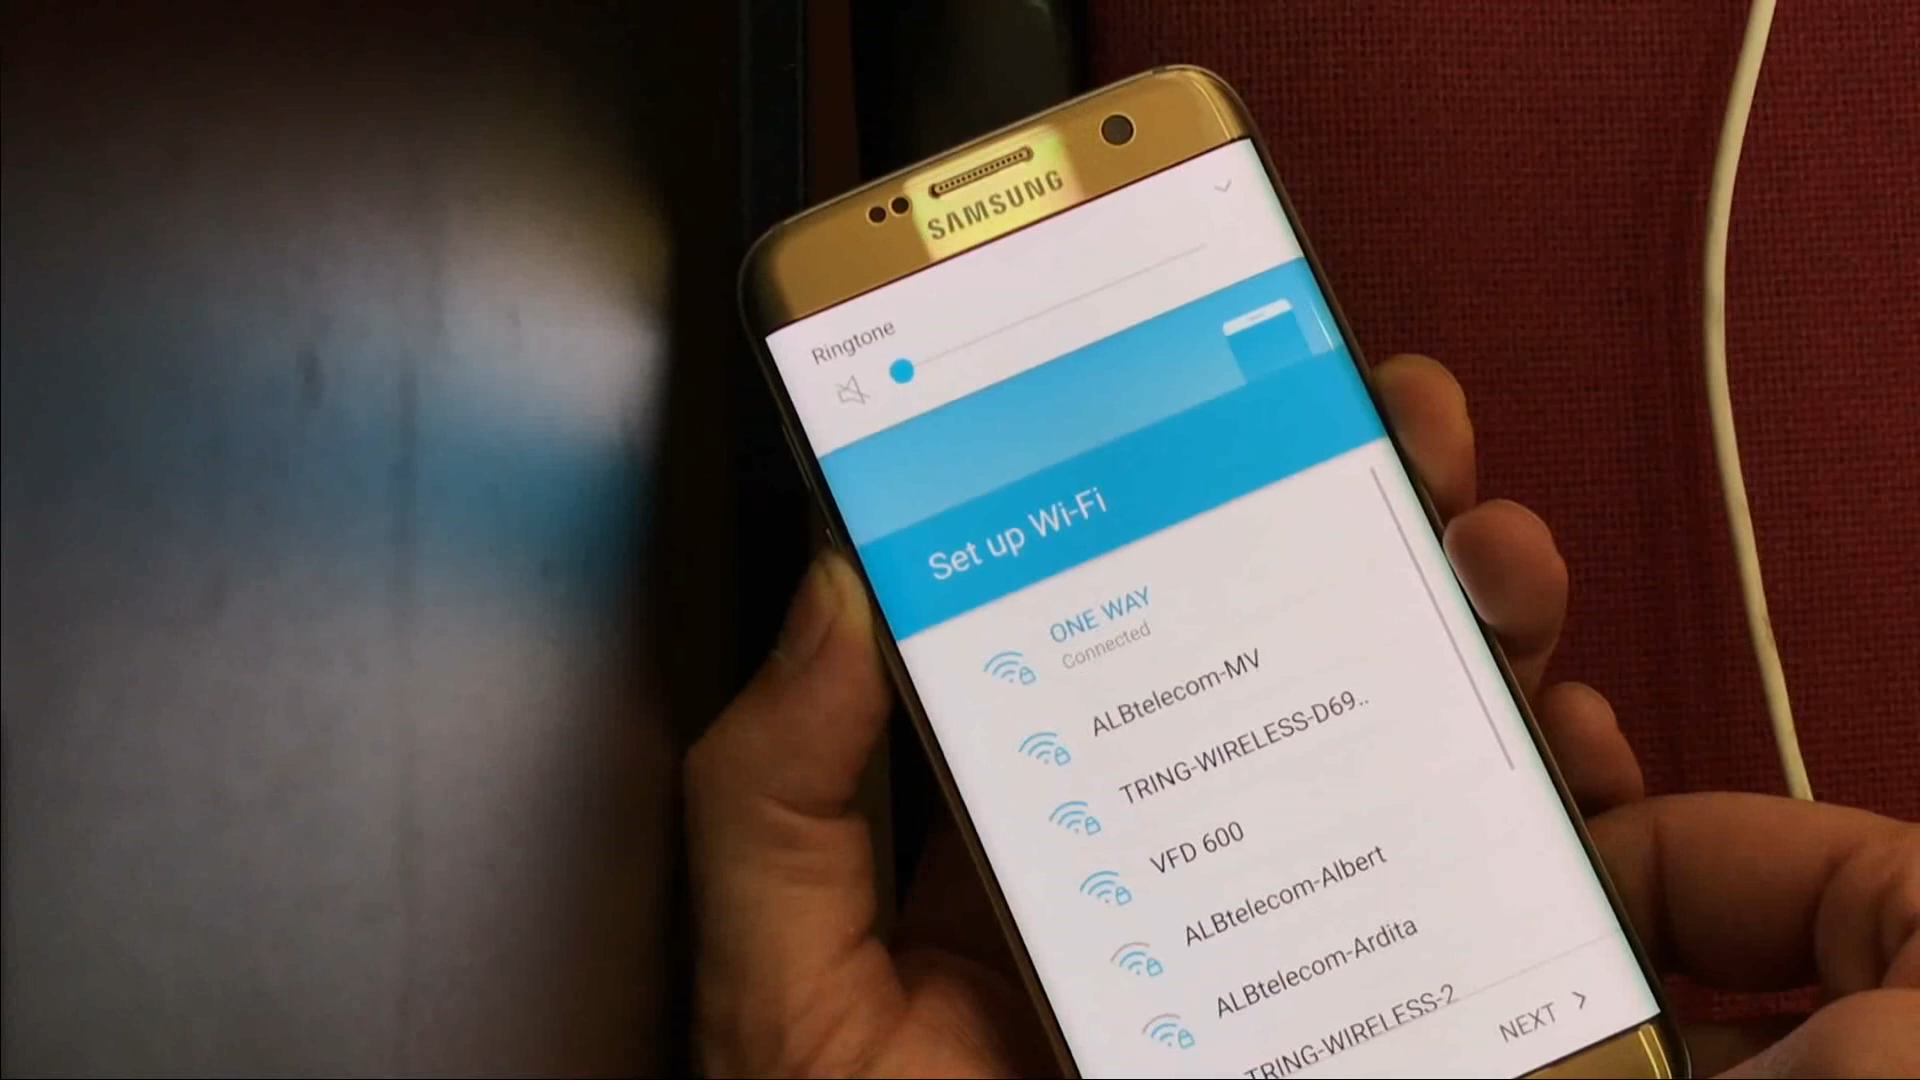 SAMSUNG
Ringtone
Set up Wi-Fi
ONE WAY
Connected
ALBtelecom-MV
TRING-WIRELESS-D69..
VFD 600
ALBtelecom-Albert
ALBtelecom-Ardita
TRING-WIRELESS-2
NEXT